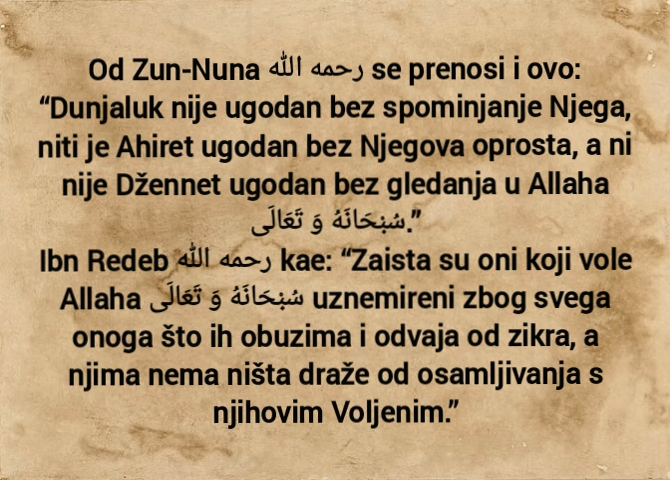 Od Zun-Nuna رحمه الله se prenosi i ovo:
“Dunjaluk nije ugodan bez spominjanje Njega,
niti je Ahiret ugodan bez Njegova oprosta, a ni
nije Džennet ugodan bez gledanja u Allaha
سُبْحَانَهُ وَ تَعَالَى.”
Ibn Redeb رحمه الله kae: “Zaista su oni koji vole
Allaha سُبْحَانَهُ وَ تَعَالَى uznemireni zbog svega
onoga što ih obuzima i odvaja od zikra, a
njima nema ništa draže od osamljivanja s
njihovim Voljenim.”